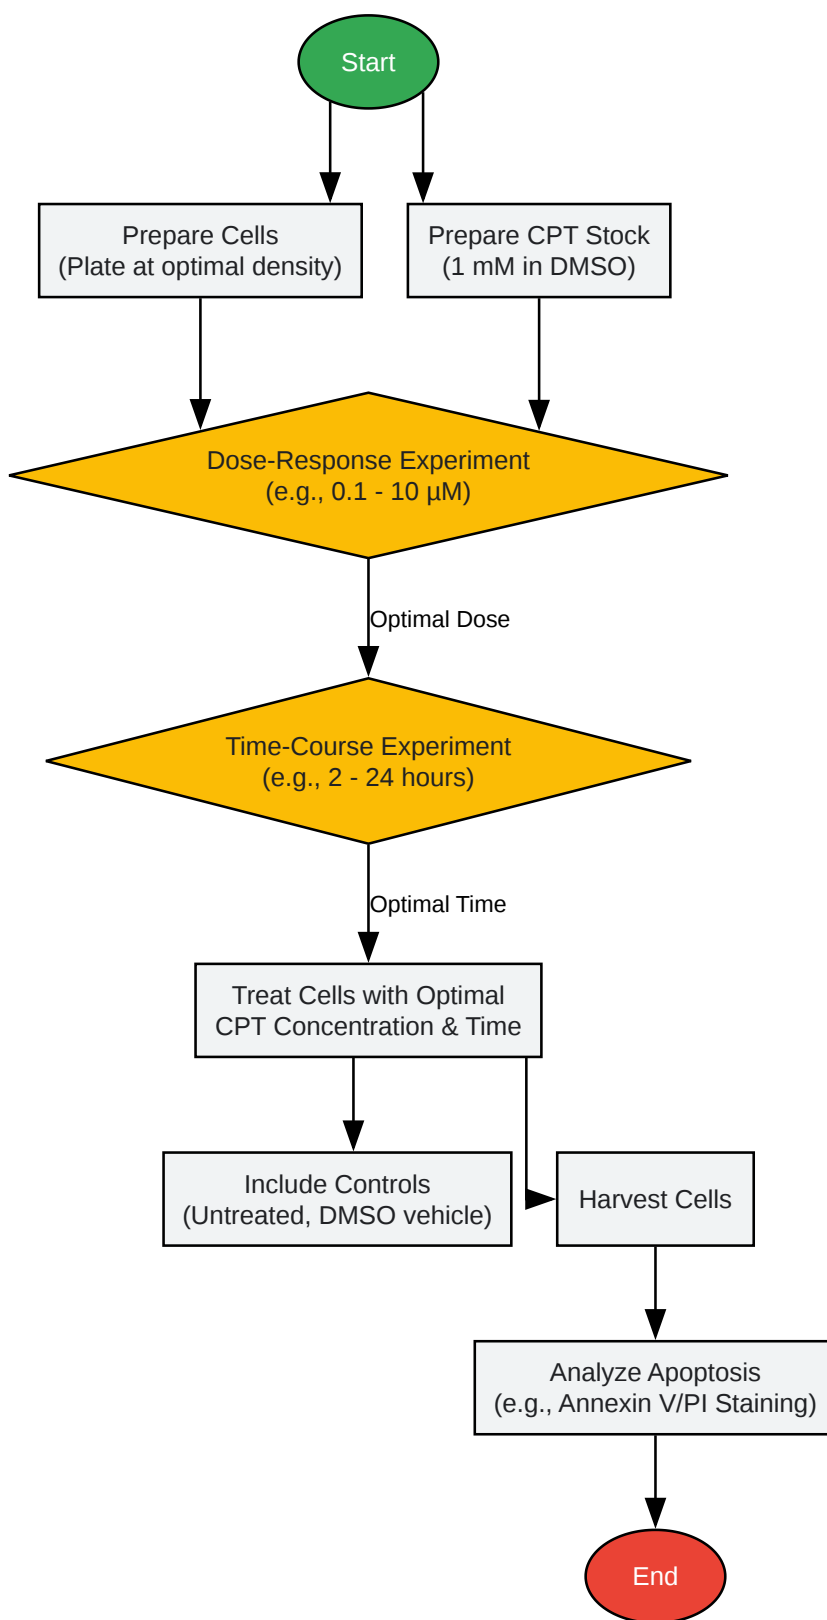 Start
Prepare Cells
(Plate at optimal density)
Prepare CPT Stock
(1 mM in DMSO)
Dose-Response Experiment
(e.g., 0.1 - 10 µM)
Optimal Dose
Time-Course Experiment
(e.g., 2 - 24 hours)
Optimal Time
Treat Cells with Optimal
CPT Concentration & Time
Include Controls
(Untreated, DMSO vehicle)
Harvest Cells
Analyze Apoptosis
(e.g., Annexin V/PI Staining)
End